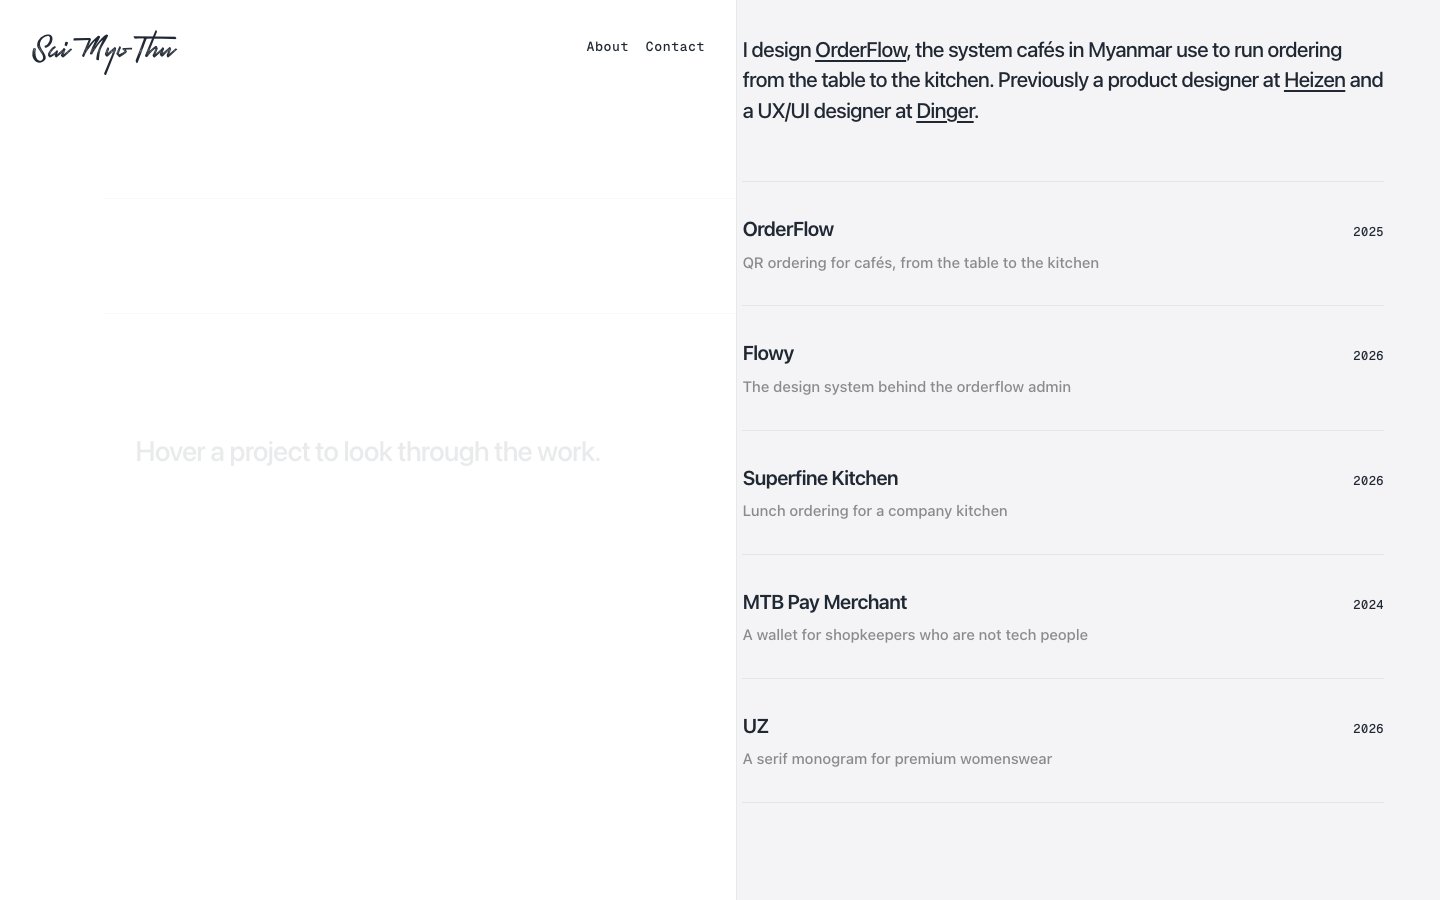 Sai Myo Thu
About Contact
Hover a project to look through the work.
I design OrderFlow, the system cafés in Myanmar use to run ordering
from the table to the kitchen. Previously a product designer at Heizen and
a UX/UI designer at Dinger.
OrderFlow 2025
QR ordering for cafés, from the table to the kitchen
Flowy 2026
The design system behind the orderflow admin
Superfine Kitchen 2026
Lunch ordering for a company kitchen
MTB Pay Merchant 2024
A wallet for shopkeepers who are not tech people
UZ 2026
A serif monogram for premium womenswear